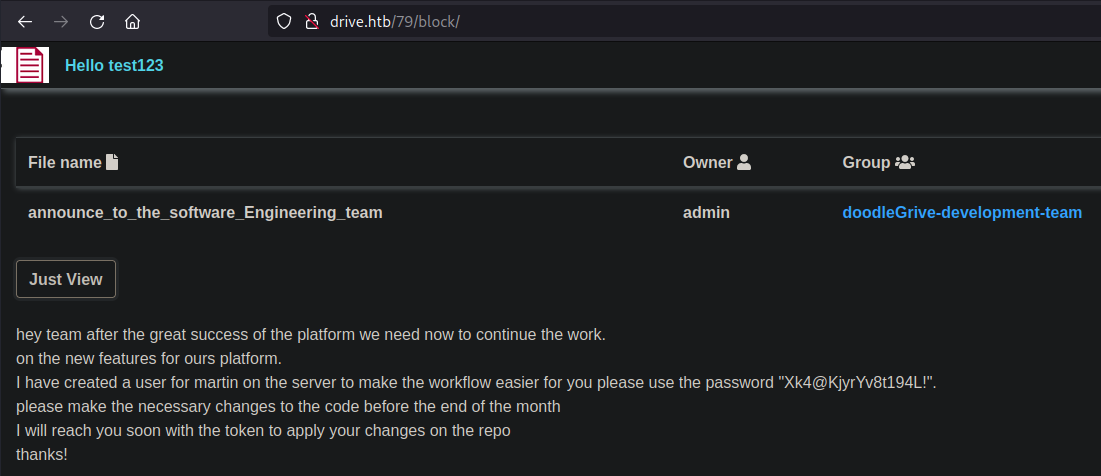 drive.htb/79/block/
Hello test123
File name Owner Group
announce_to_the_software_Engineering_team admin doodleGrive-development-team
Just View
hey team after the great success of the platform we need now to continue the work.
on the new features for ours platform.
I have created a user for martin on the server to make the workflow easier for you please use the password "Xk4@KjyrYv8t194L!".
please make the necessary changes to the code before the end of the month
I will reach you soon with the token to apply your changes on the repo
thanks!